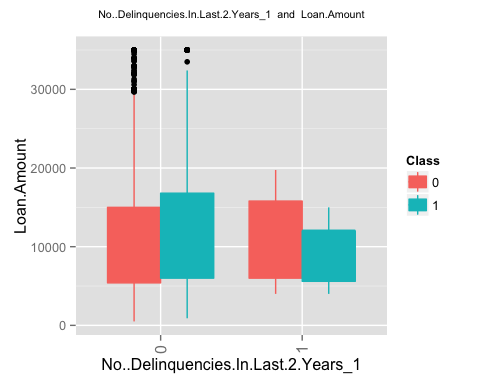 No..Delinquencies.In.Last.2.Years_1 and Loan.Amount
30000
20000
10000
0
Loan.Amount
0
1
No..Delinquencies.In.Last.2.Years_1
Class
0
1